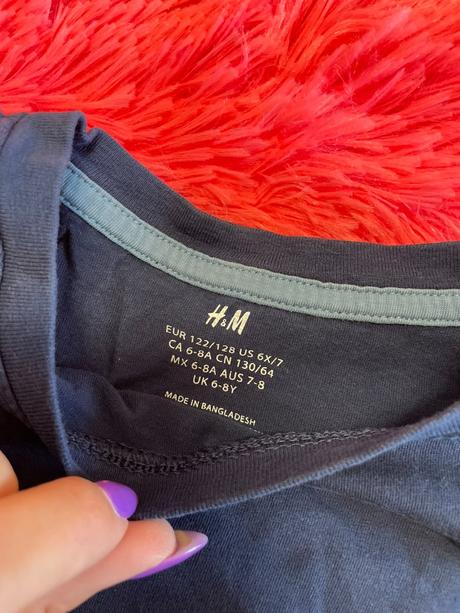 H&M
EUR 122/128 US 6X/7
CA 6-8A CN 130/64
MX 6-8A AUS 7-8
UK 6-8Y
MADE IN BANGLADESH